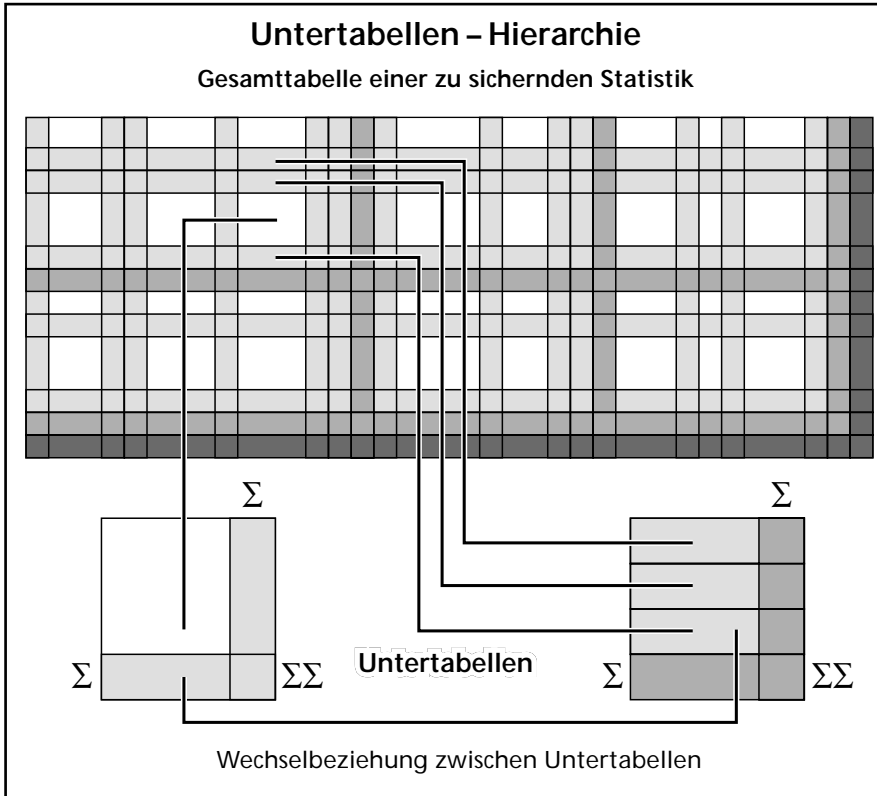 Untertabellen – Hierarchie
Gesamttabelle einer zu sichernden Statistik
Σ Σ
Untertabellen
Σ ΣΣ Σ ΣΣ
Wechselbeziehung zwischen Untertabellen